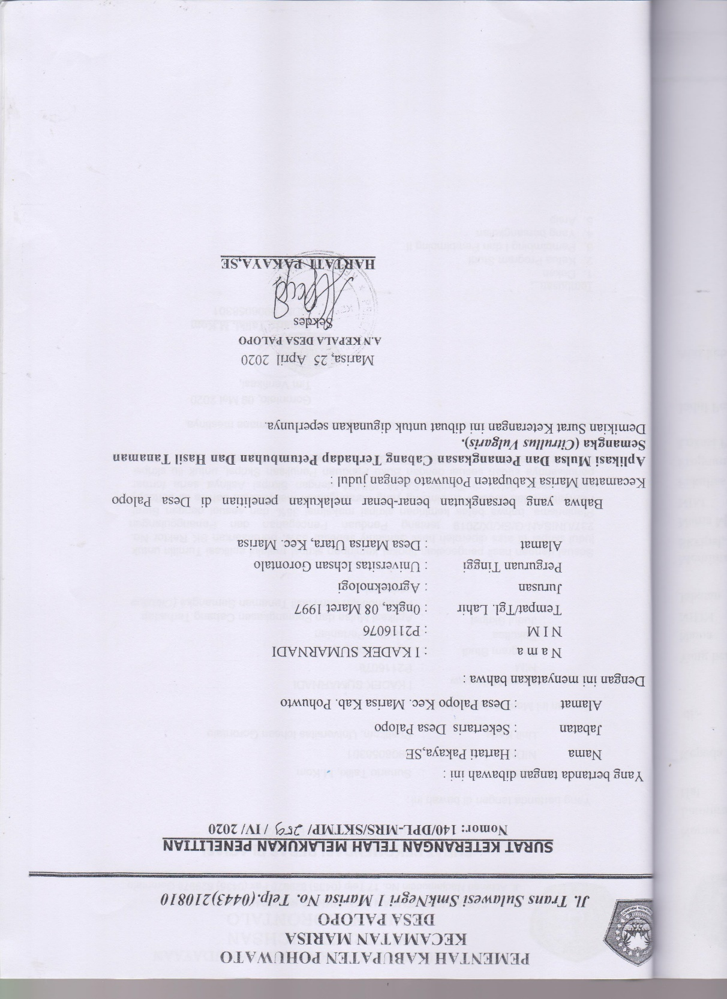 PEMENTAH KABUPATEN POHUWATO
KECAMATAN MARISA
DESA PALOPO
Jl. Trans Sulawesi SmkNegri 1 Marisa No. Telp.(0443)210810
SURAT KETERANGAN TELAH MELAKUKAN PENELITIAN
Nomor: 140/DPL-MRS/SKTMP/ / IV/ 2020
Yang bertanda tangan dibawah ini :
Nama : Hartati Pakaya,SE
Jabatan : Sekertaris Desa Palopo
Alamat : Desa Palopo Kec. Marisa Kab. Pohuwto
Dengan ini menyatakan bahwa :
N a m a : I KADEK SUMARNADI
N I M : P2116076
Tempat/Tgl. Lahir : Ongka, 08 Maret 1997
Jurusan : Agroteknologi
Perguruan Tinggi : Universitas Ichsan Gorontalo
Alamat : Desa Marisa Utara, Kec. Marisa
Bahwa yang bersangkutan benar-benar melakukan penelitian di Desa Palopo
Kecamatan Marisa Kabupaten Pohuwato dengan judul :
Aplikasi Mulsa Dan Pemangkasan Cabang Terhadap Petumbuhan Dan Hasil Tanaman
Semangka (Citrullus Vulgaris).
Demikian Surat Keterangan ini dibuat untuk digunakan seperlunya.
Marisa, 25 April 2020
A.N KEPALA DESA PALOPO
Sekdes
HARTATI PAKAYA,SE